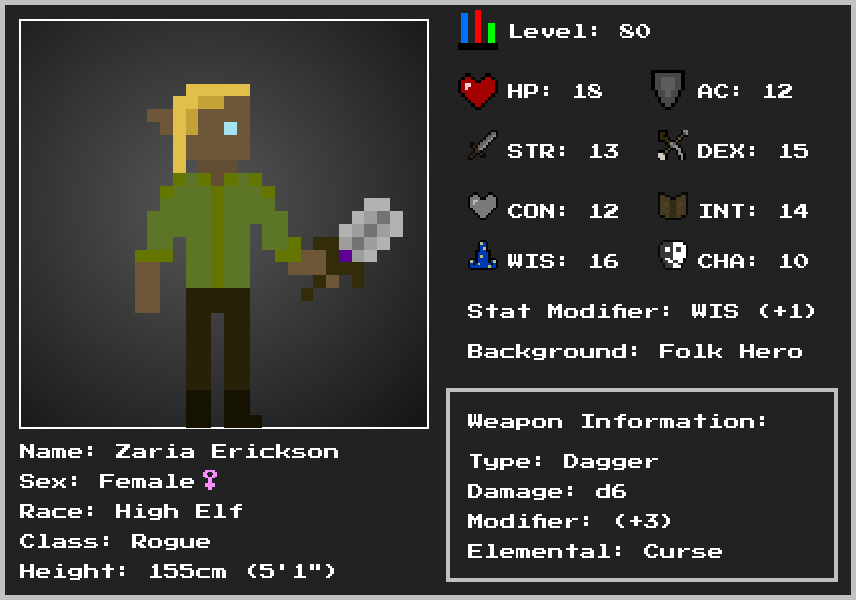 Level: 80
HP: 18
AC: 12
STR: 13
DEX: 15
CON: 12
INT: 14
WIS: 16
CHA: 10
Stat Modifier: WIS (+1)
Background: Folk Hero
Name: Zaria Erickson
Sex: Female♀
Race: High Elf
Class: Rogue
Height: 155cm (5'1")
Weapon Information:
Type: Dagger
Damage: d6
Modifier: (+3)
Elemental: Curse